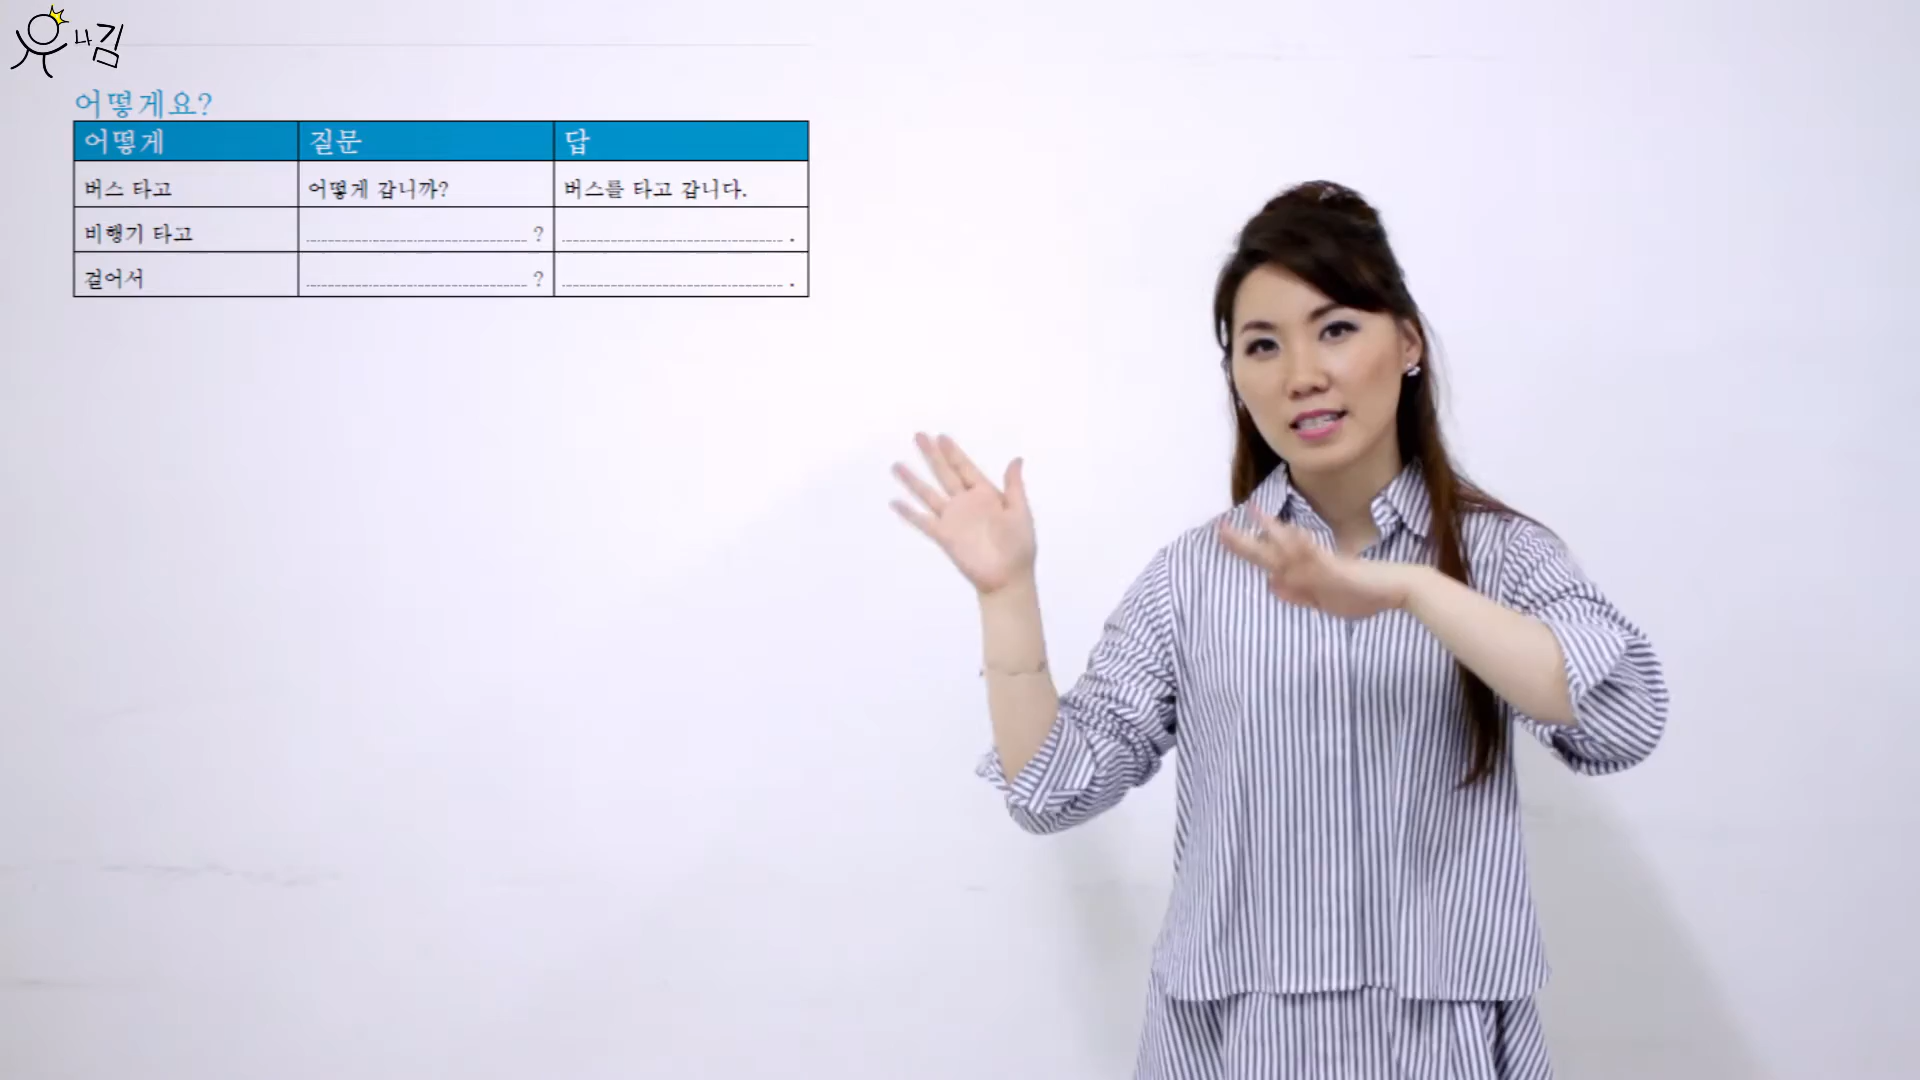 유나김
어떻게요?
어떻게 질문 답
버스 타고 어떻게 갑니까? 버스를 타고 갑니다.
비행기 타고 ? .
걸어서 ? .